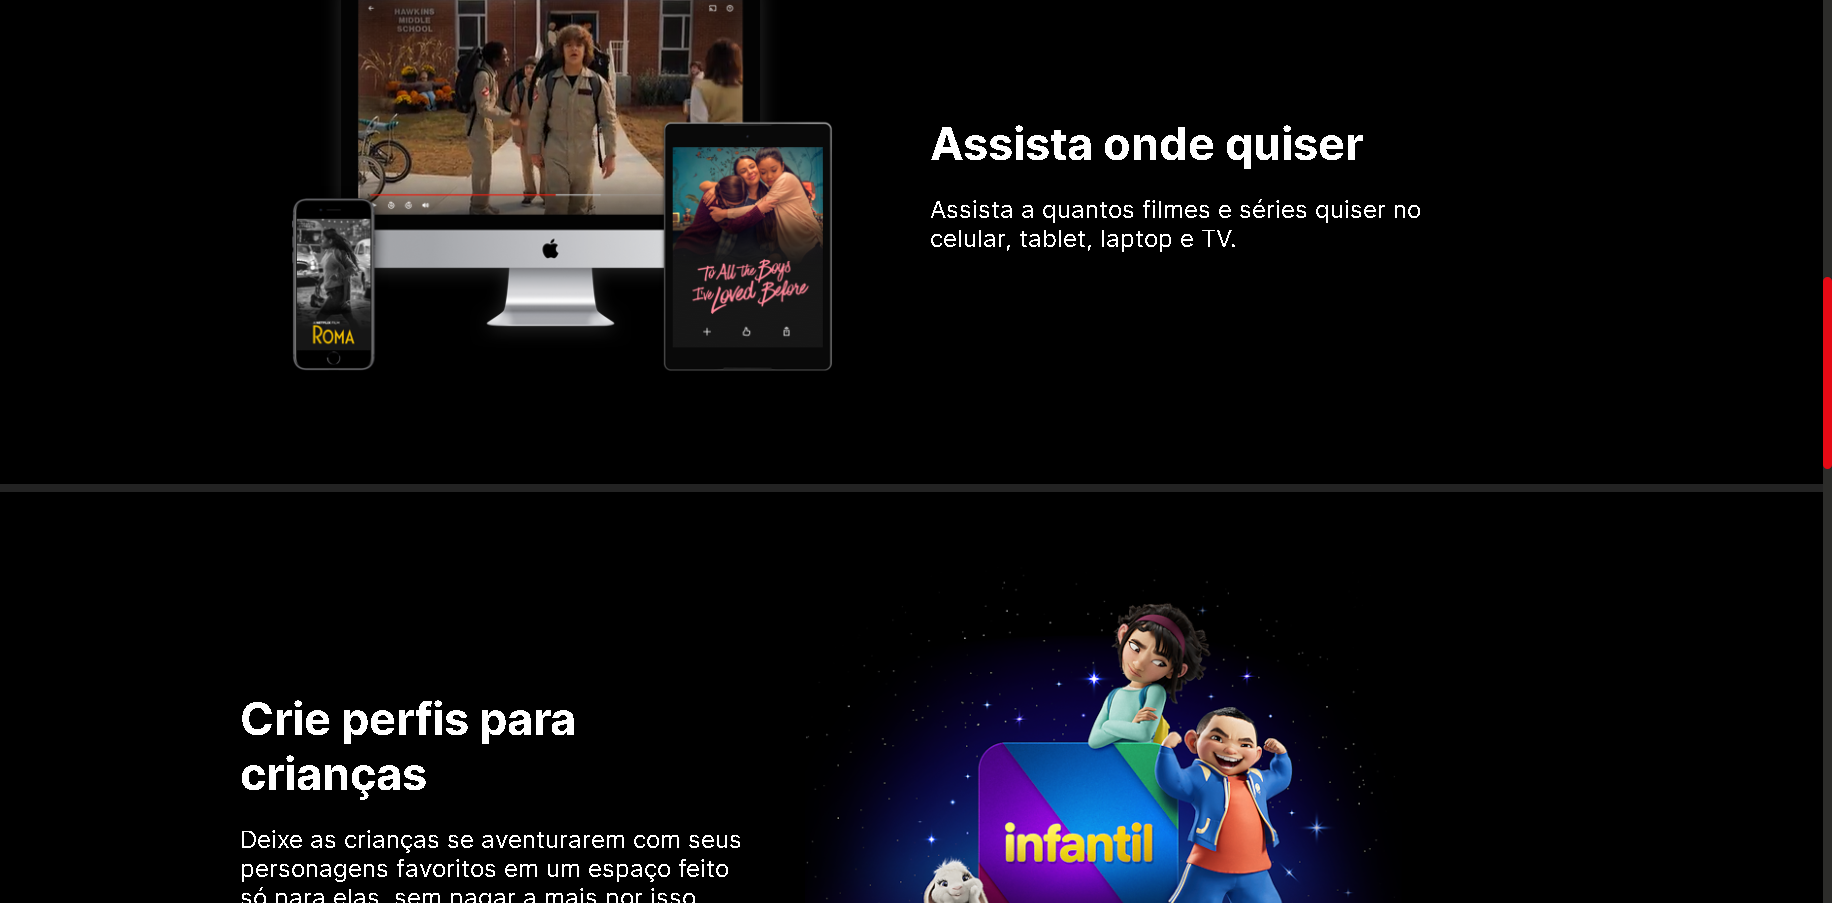 HAWKINS
MIDDLE
SCHOOL
Assista onde quiser
Assista a quantos filmes e séries quiser no
celular, tablet, laptop e TV.
To All The Boys
I've Loved Before
A NETFLIX FILM
ROMA
Crie perfis para
crianças
Deixe as crianças se aventurarem com seus
personagens favoritos em um espaço feito
só para elas, sem pagar a mais por isso.
infantil